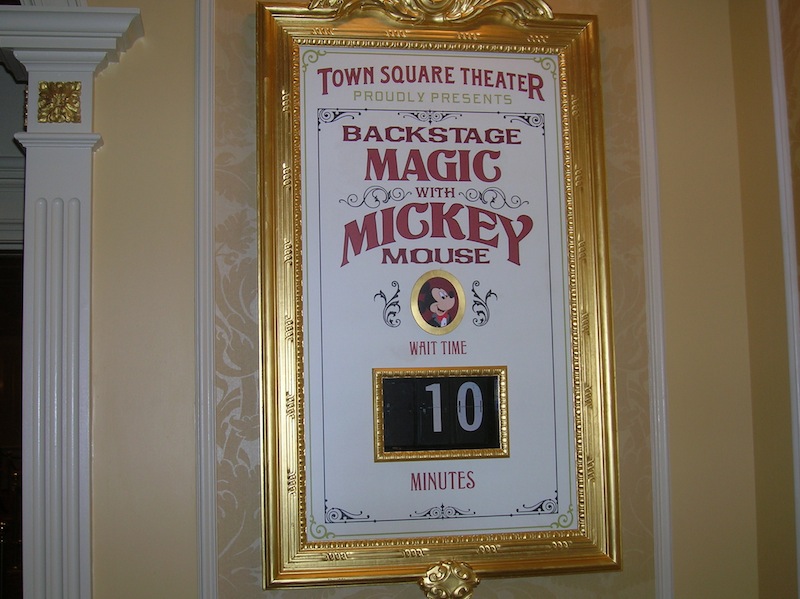 TOWN SQUARE THEATER
PROUDLY PRESENTS
BACKSTAGE
MAGIC
WITH
MICKEY
MOUSE
WAIT TIME
10
MINUTES